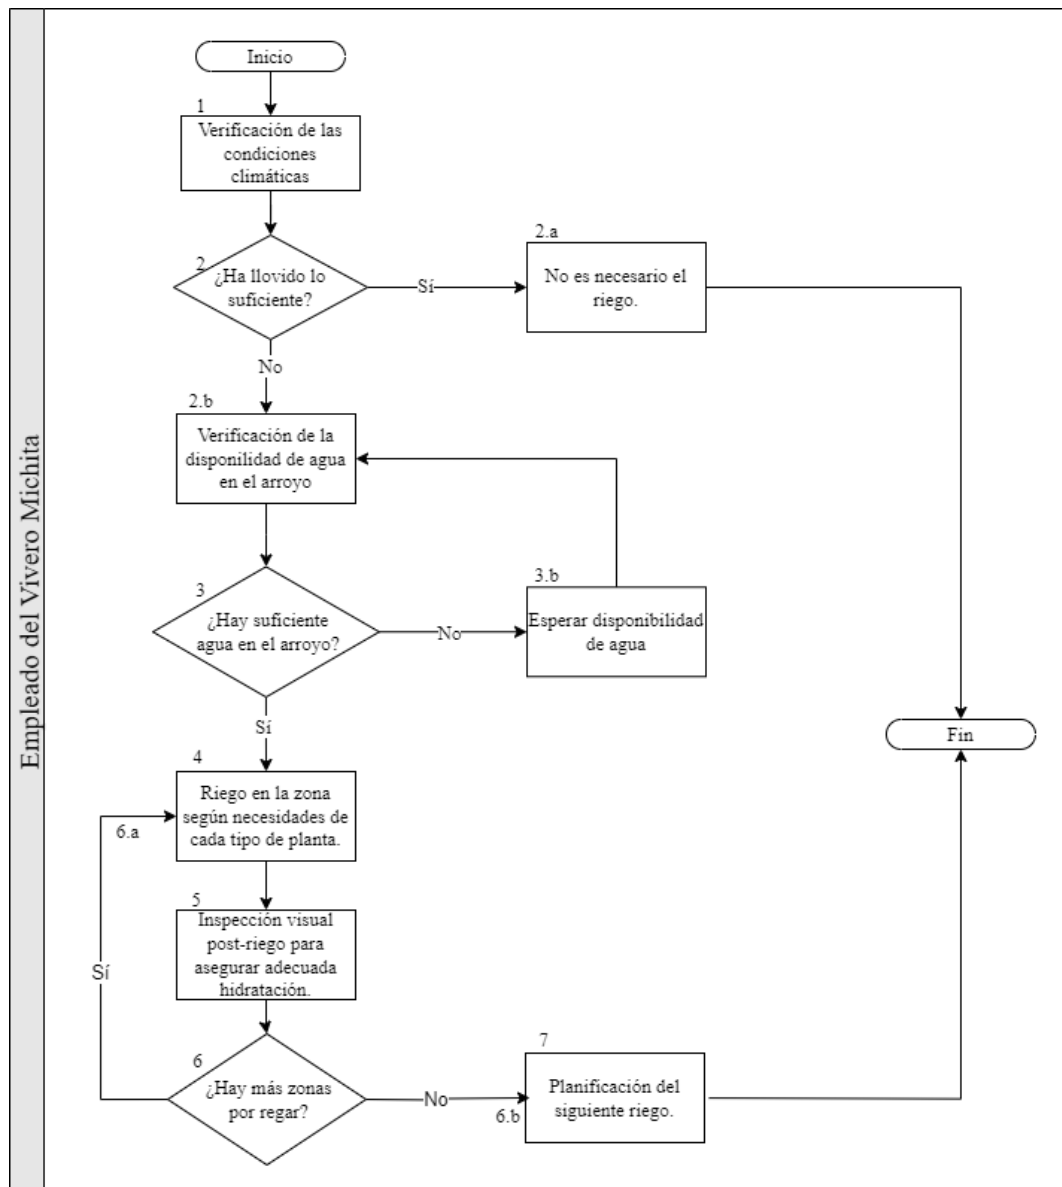 Empleado del Vivero Michita
Inicio
1
Verificación de las
condiciones
climáticas
2
¿Ha llovido lo
suficiente?
Sí
2.a
No es necesario el
riego.
No
2.b
Verificación de la
disponilidad de agua
en el arroyo
3
¿Hay suficiente
agua en el arroyo?
No
3.b
Esperar disponibilidad
de agua
Sí
Fin
4
Riego en la zona
según necesidades de
cada tipo de planta.
6.a
5
Inspección visual
post-riego para
asegurar adecuada
hidratación.
Sí
6
¿Hay más zonas
por regar?
No
6.b
7
Planificación del
siguiente riego.